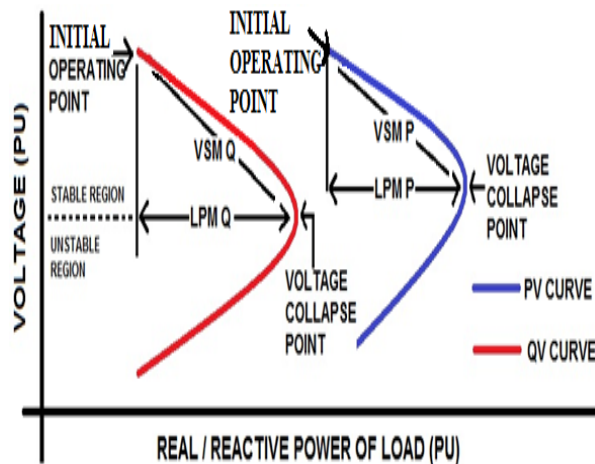 INITIAL
OPERATING
POINT
INITIAL
OPERATING
POINT
VSM Q
VSM P
STABLE REGION
UNSTABLE
REGION
LPM Q
LPM P
VOLTAGE
COLLAPSE
POINT
VOLTAGE
COLLAPSE
POINT
PV CURVE
QV CURVE
VOLTAGE (PU)
REAL / REACTIVE POWER OF LOAD (PU)